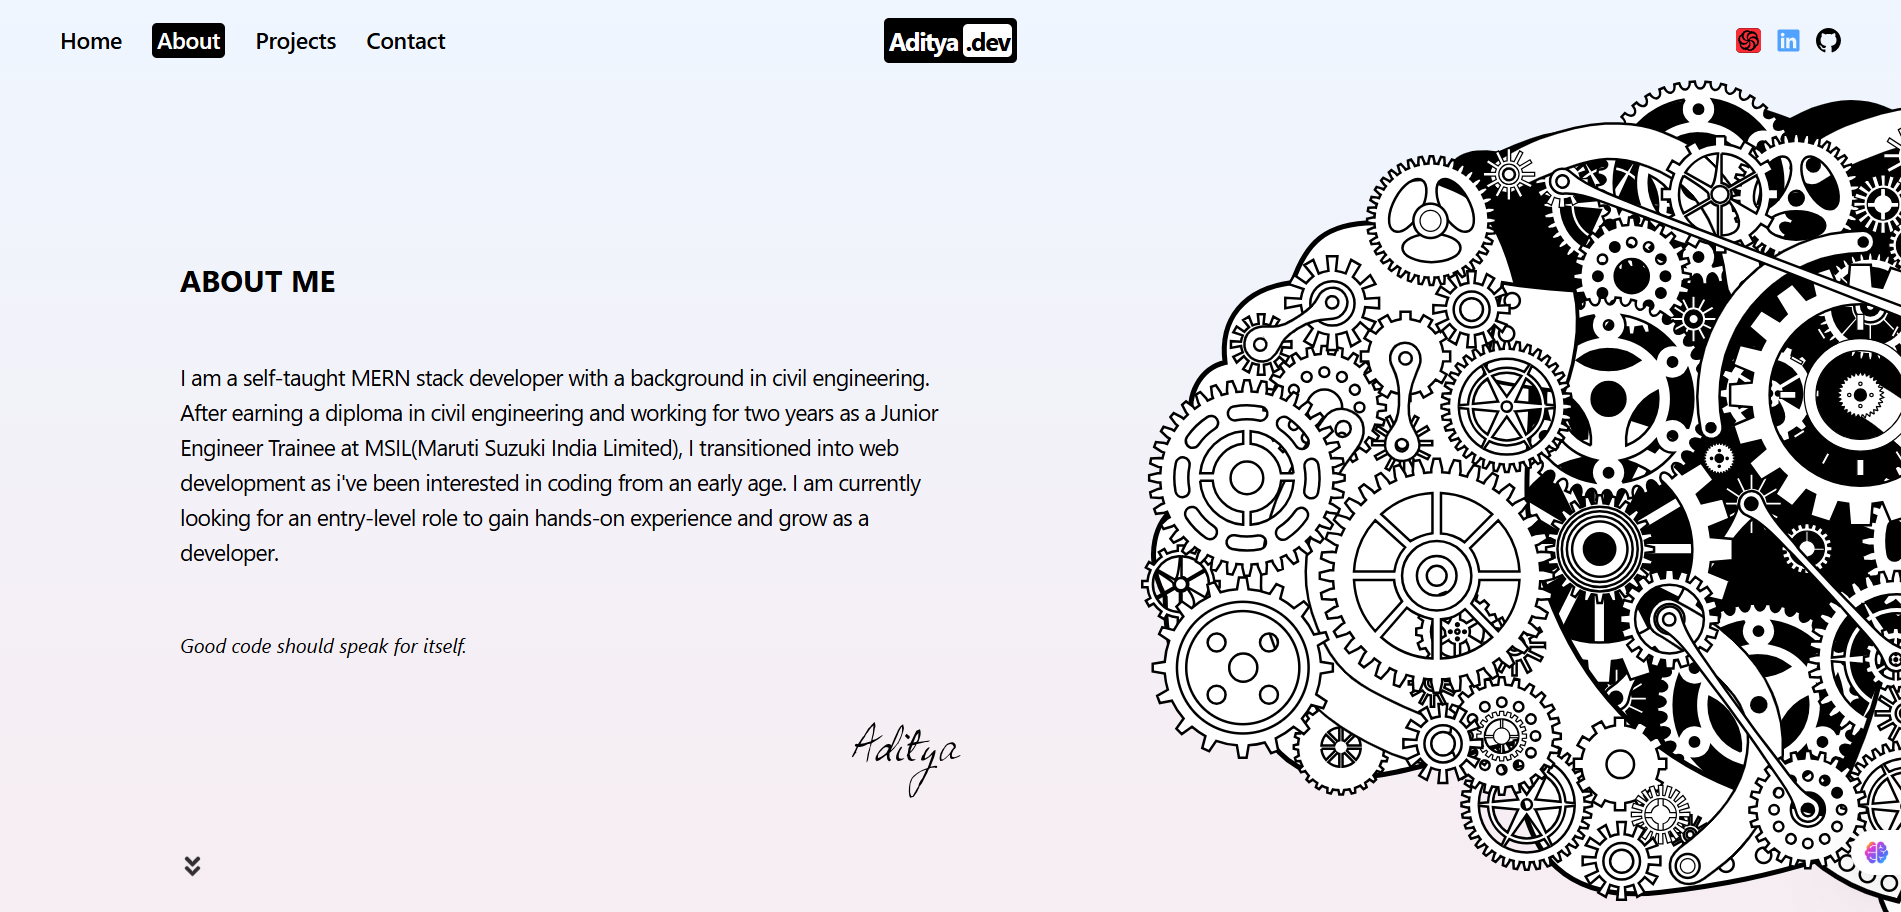 Home About Projects Contact Aditya .dev in
ABOUT ME
I am a self-taught MERN stack developer with a background in civil engineering.
After earning a diploma in civil engineering and working for two years as a Junior
Engineer Trainee at MSIL(Maruti Suzuki India Limited), I transitioned into web
development as i've been interested in coding from an early age. I am currently
looking for an entry-level role to gain hands-on experience and grow as a
developer.
Good code should speak for itself.
Aditya